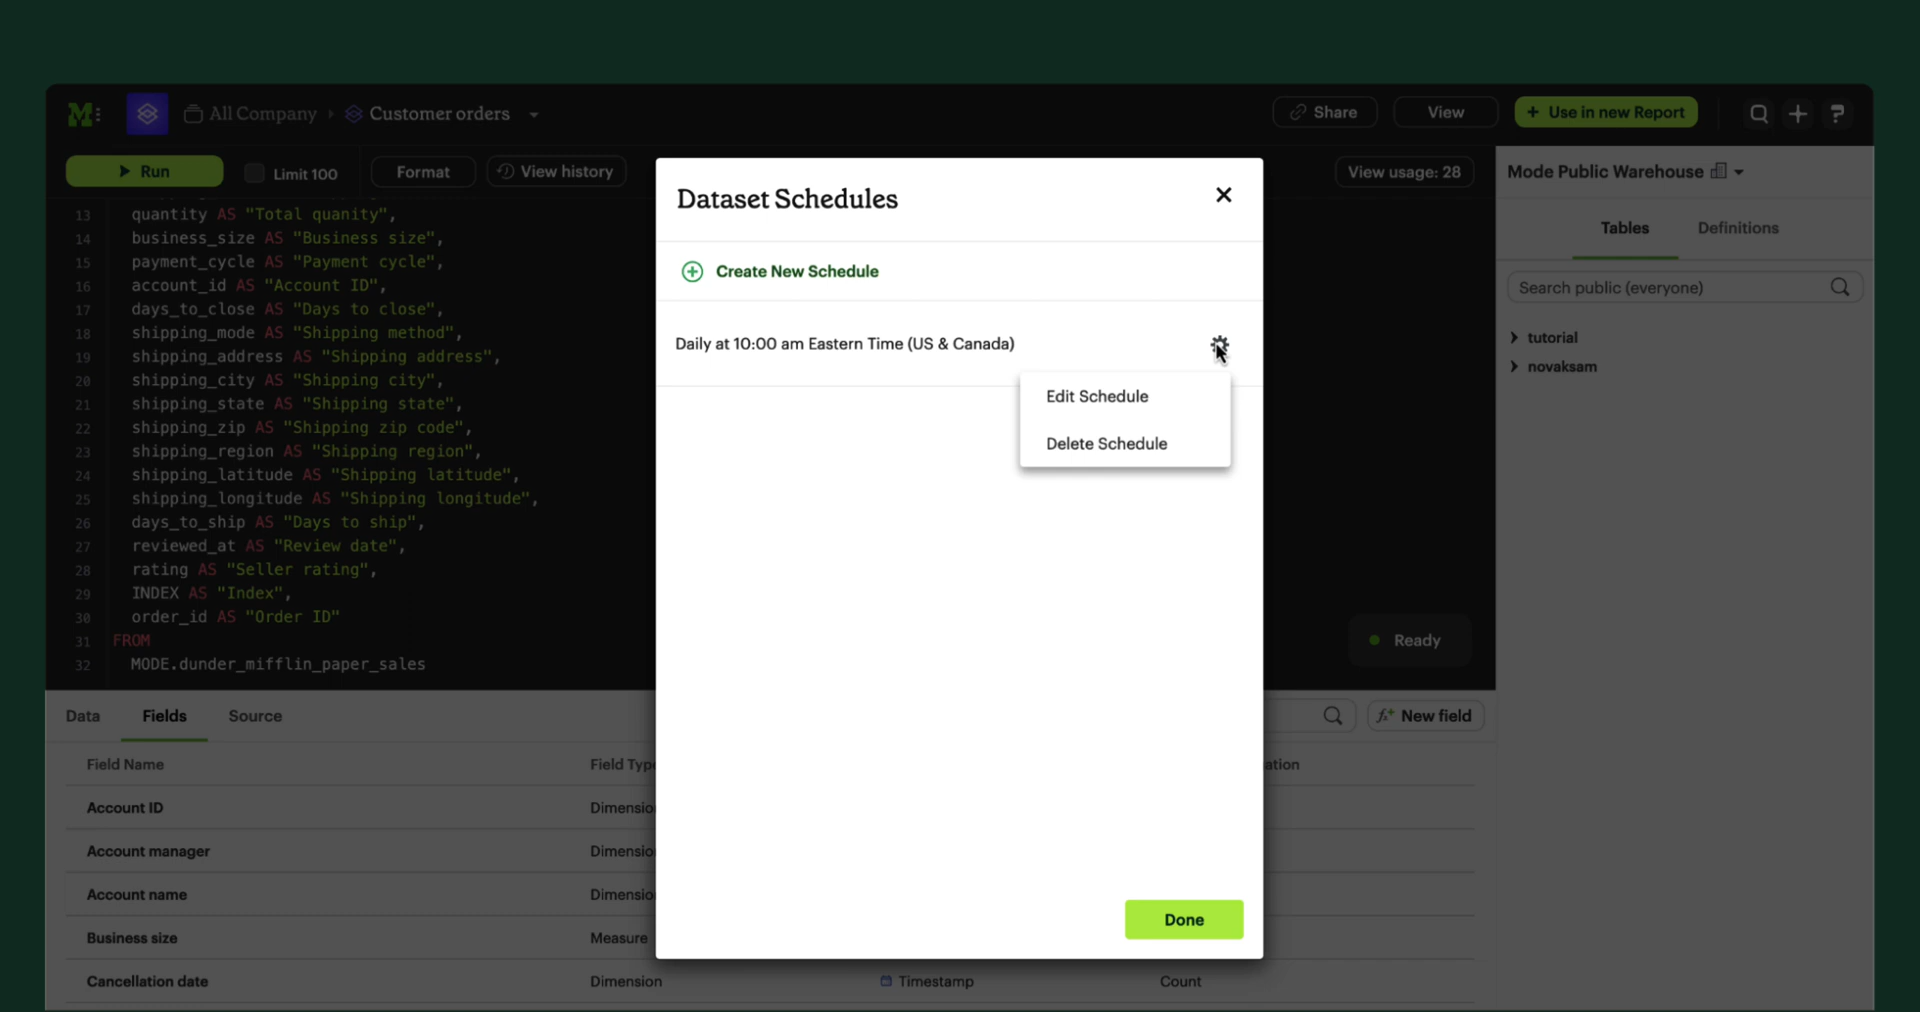 All Company › Customer orders
Share
View
+ Use in new Report
Run
Limit 100
Format
View history
View usage: 28
13 quantity AS "Total quanity",
14 business_size AS "Business size",
15 payment_cycle AS "Payment cycle",
16 account_id AS "Account ID",
17 days_to_close AS "Days to close",
18 shipping_mode AS "Shipping method",
19 shipping_address AS "Shipping address",
20 shipping_city AS "Shipping city",
21 shipping_state AS "Shipping state",
22 shipping_zip AS "Shipping zip code",
23 shipping_region AS "Shipping region",
24 shipping_latitude AS "Shipping latitude",
25 shipping_longitude AS "Shipping longitude",
26 days_to_ship AS "Days to ship",
27 reviewed_at AS "Review date",
28 rating AS "Seller rating",
29 INDEX AS "Index",
30 order_id AS "Order ID"
31 FROM
32 MODE.dunder_mifflin_paper_sales
Ready
Dataset Schedules
Create New Schedule
Daily at 10:00 am Eastern Time (US & Canada)
Edit Schedule
Delete Schedule
Done
Mode Public Warehouse
Tables
Definitions
Search public (everyone)
tutorial
novaksam
Data
Fields
Source
New field
Field Name
Account ID
Dimension
Account manager
Account name
Business size
Measure
Cancellation date
Dimension
Timestamp
Count